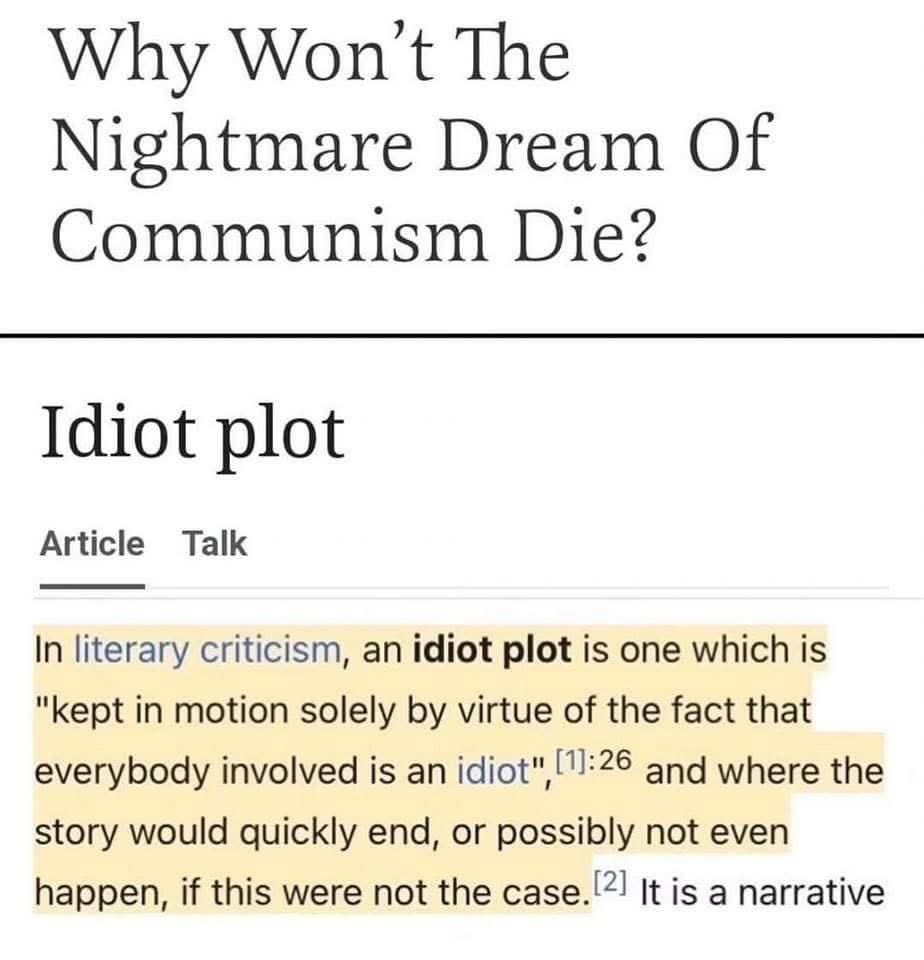 Why Won’t The
Nightmare Dream Of
Communism Die?
Idiot plot
Article Talk
In literary criticism, an idiot plot is one which is
"kept in motion solely by virtue of the fact that
everybody involved is an idiot",[1]:26 and where the
story would quickly end, or possibly not even
happen, if this were not the case.[2] It is a narrative